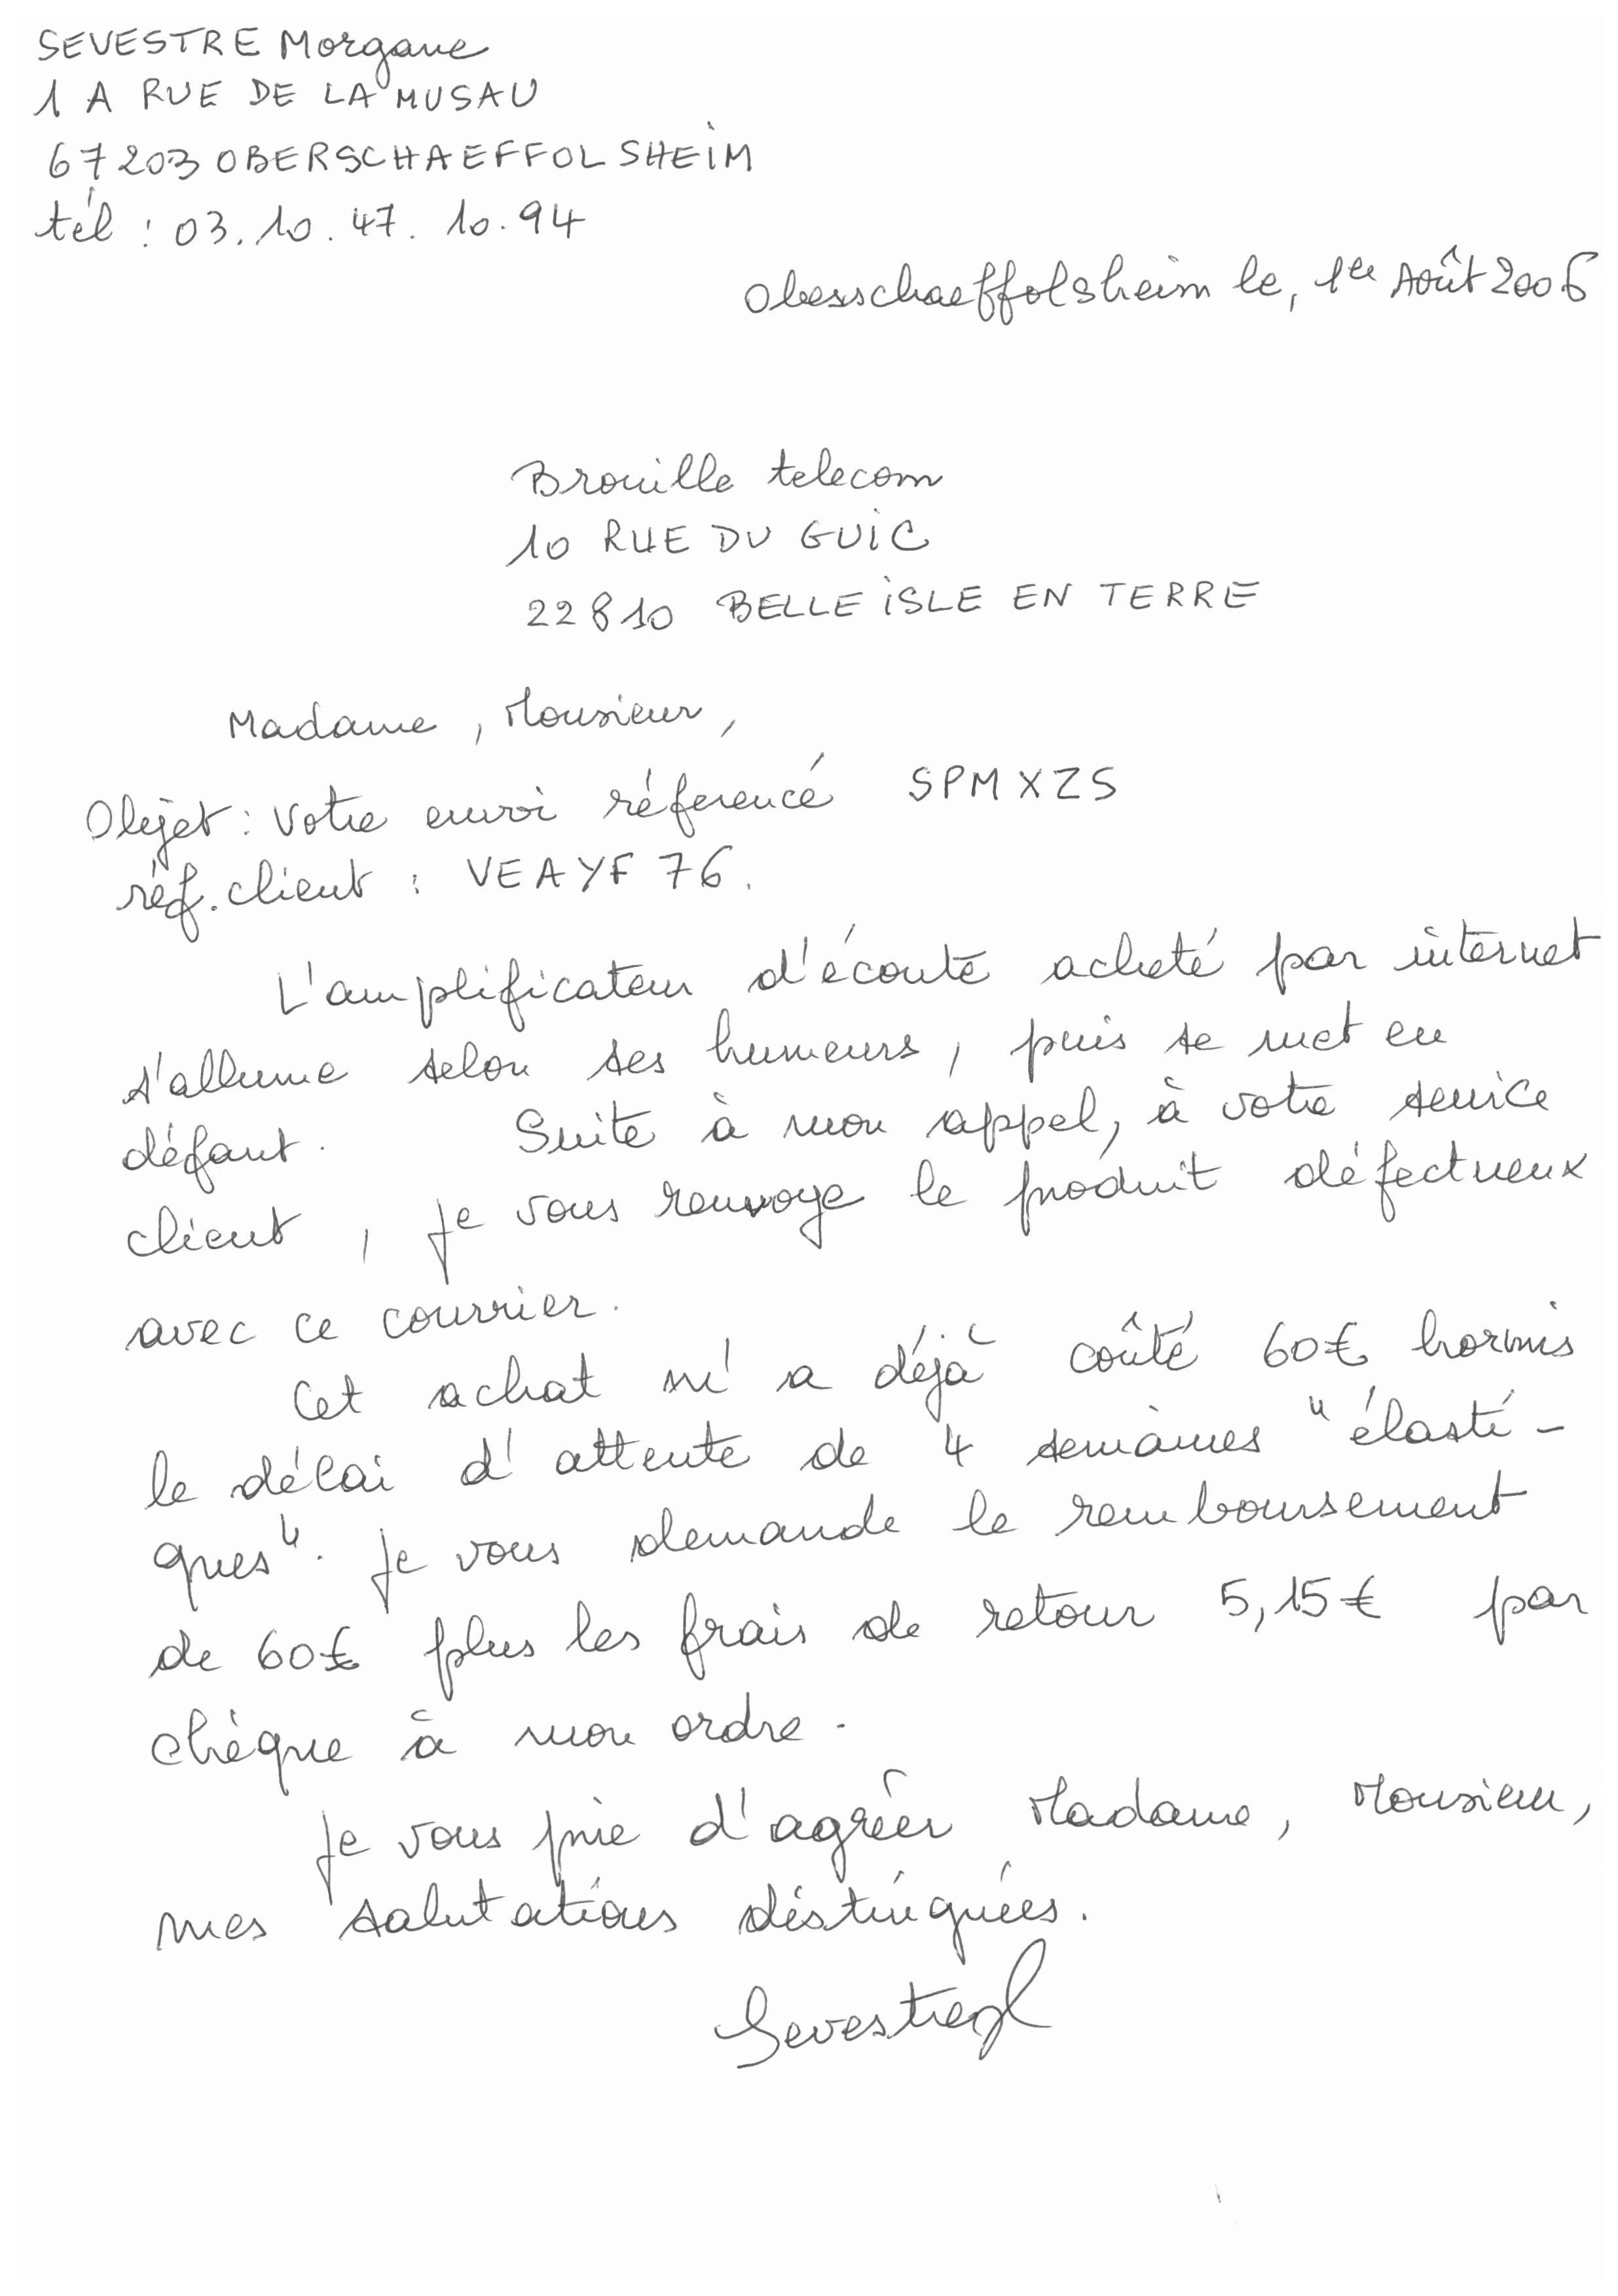 SEVESTRE Morgane
1 A RUE DE LA MUSAU
67203 OBERSCHAEFFOLSHEIM
tél : 03.10.47.10.94
Oberschaeffolsheim le, 1er Août 2006
Brouille telecom
10 RUE DU GUIC
22810 BELLE ISLE EN TERRE
Madame, Monsieur,
Objet : Votre envoi réferencé SPMXZS
réf. client : VEAYF76.
L'amplificateur d'écoute acheté par internet
s'allume selon ses humeurs, puis se met en
défaut. Suite à mon appel, à votre service
client, je vous renvoye le produit défectueux
avec ce courrier.
Cet achat m'a déjà coûté 60€ hormis
le délai d'attente de 4 semaines "élasti-
ques". Je vous demande le remboursement
de 60€ plus les frais de retour 5,15€ par
chèque à mon ordre.
Je vous prie d'agréer Madame, Monsieur,
mes salutations distinguées.